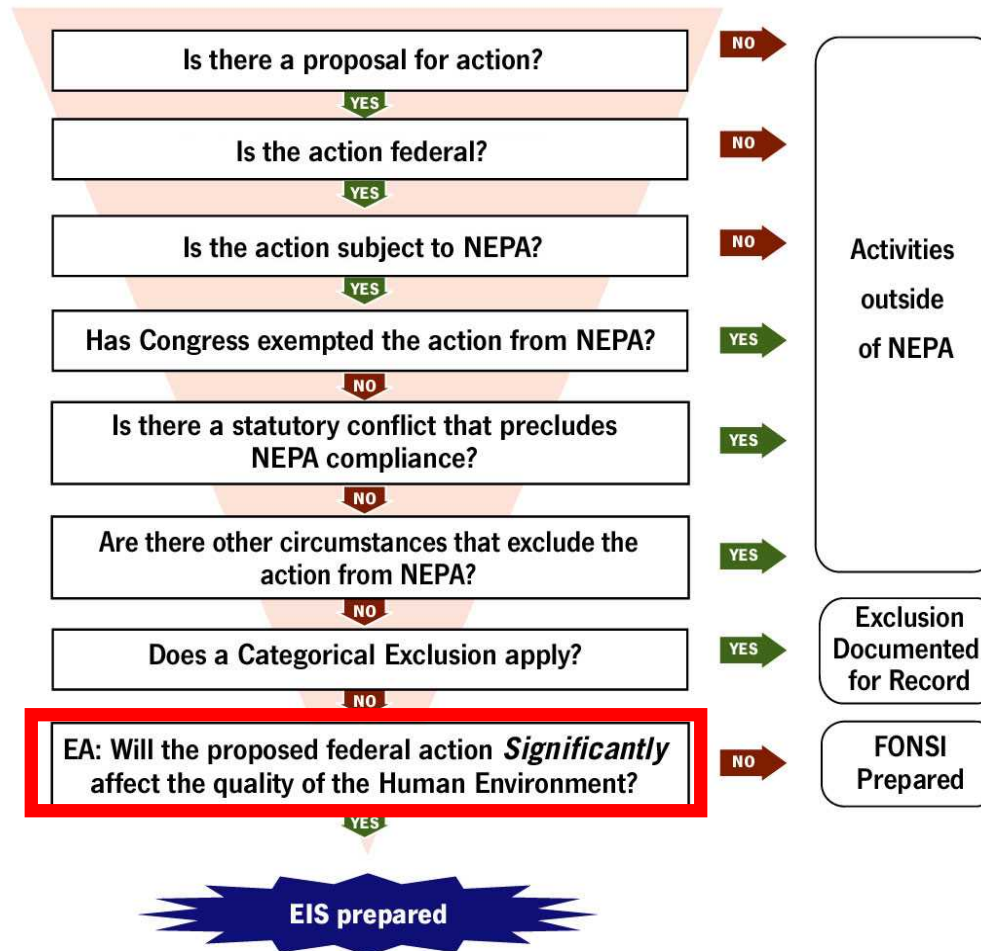 Is there a proposal for action?
NO
YES
Is the action federal?
NO
YES
Is the action subject to NEPA?
NO
YES
Has Congress exempted the action from NEPA?
YES
NO
Is there a statutory conflict that precludes
NEPA compliance?
YES
NO
Are there other circumstances that exclude the
action from NEPA?
YES
NO
Activities
outside
of NEPA
Does a Categorical Exclusion apply?
YES
NO
Exclusion
Documented
for Record
EA: Will the proposed federal action Significantly
affect the quality of the Human Environment?
NO
YES
FONSI
Prepared
EIS prepared